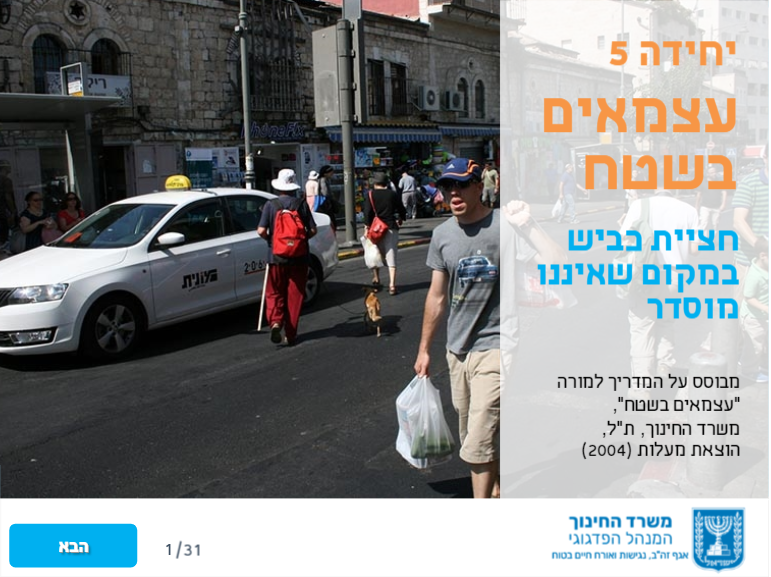 יחידה 5
עצמאים
בשטח
חציית כביש
במקום שאיננו
מוסדר
מבוסס על המדריך למורה
"עצמאים בשטח",
משרד החינוך, ת"ל,
הוצאת מעלות (2004)
מונית
משרד החינוך
המנהל הפדגוגי
אגף זה"ב, נגישות ואורח חיים בטוח
הבא
1/31